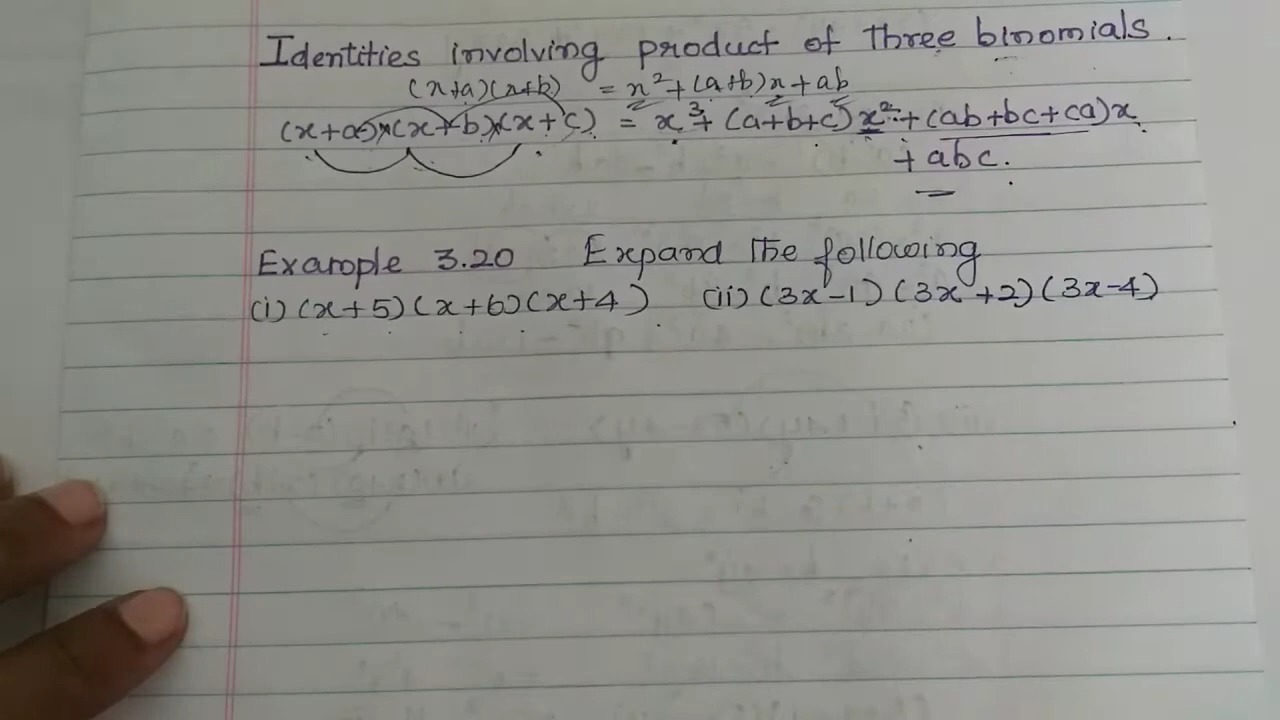 Identities involving product of three binomials.
(x+a)(x+b) = x²+(a+b)x+ab
(x+a)×(x+b)×(x+c) = x³+(a+b+c)x²+(ab+bc+ca)x
+abc.
Example 3.20 Expand the following
(i) (x+5)(x+6)(x+4) (ii) (3x-1)(3x+2)(3x-4)